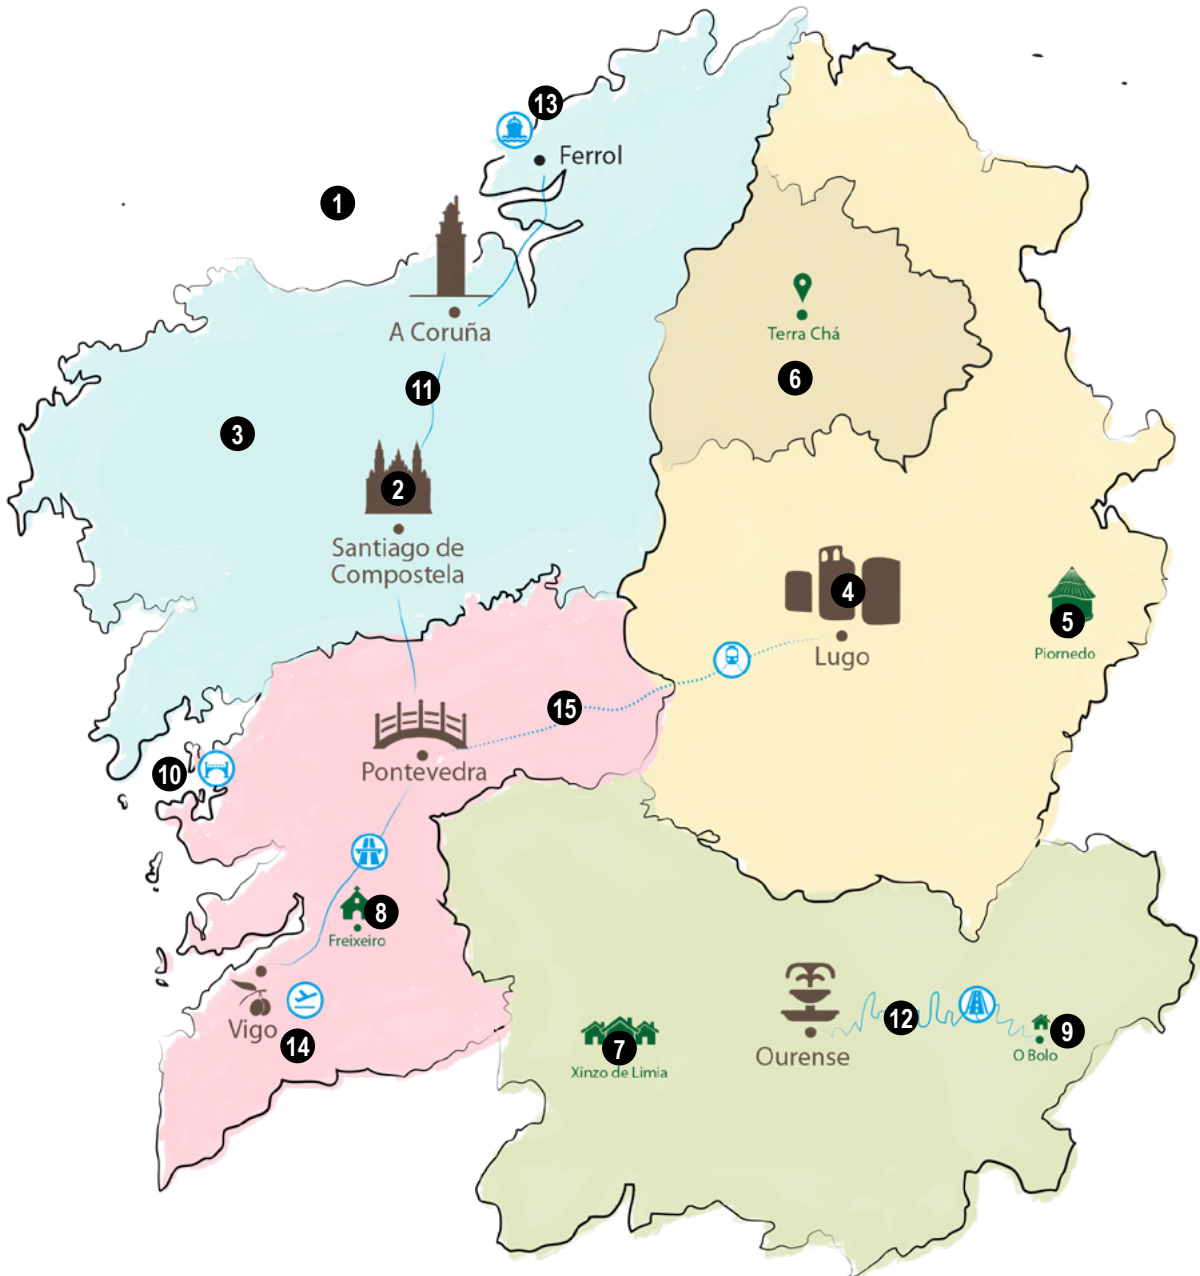 13
Ferrol
1
A Coruña
Terra Chá
6
11
3
2
Santiago de
Compostela
4
Lugo
5
Piornedo
15
Pontevedra
10
8
Freixeiro
Vigo
14
7
Xinzo de Limia
Ourense
12
9
O Bolo